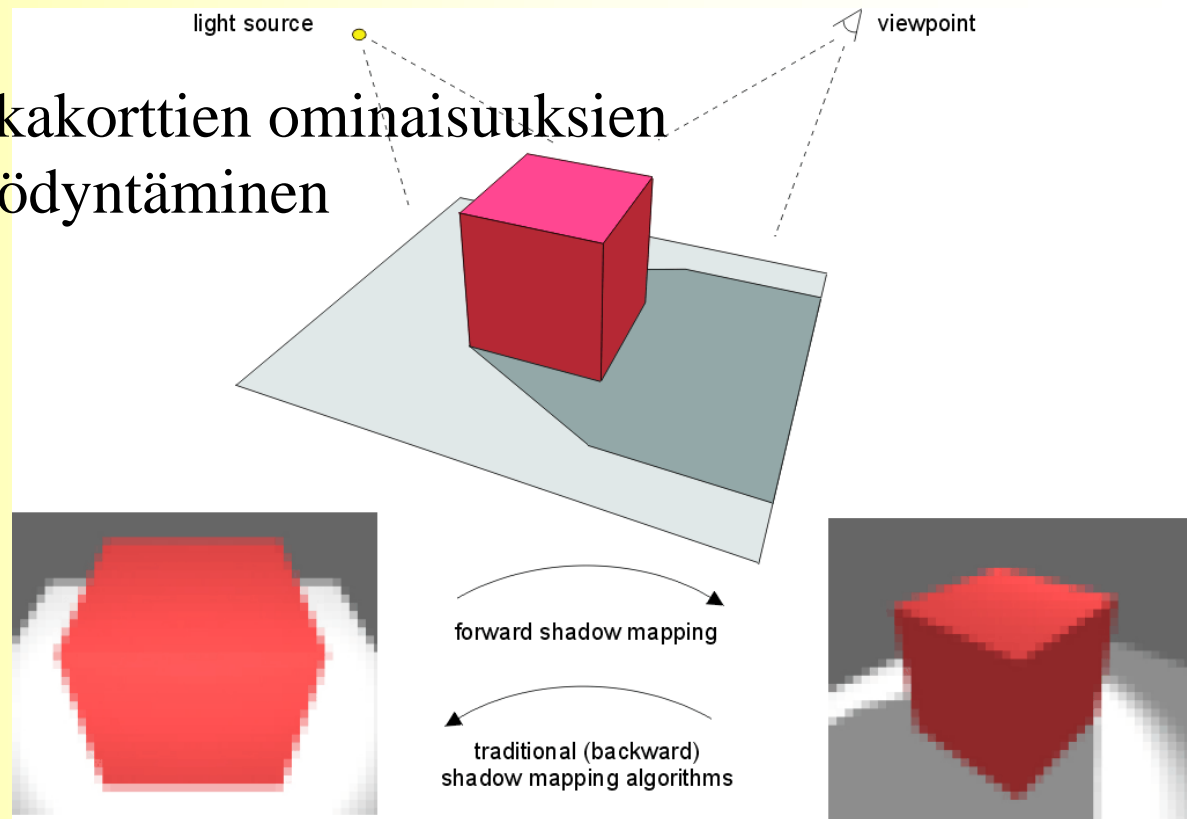 light source
viewpoint
kakorttien ominaisuuksien
ödyntäminen
forward shadow mapping
traditional (backward)
shadow mapping algorithms